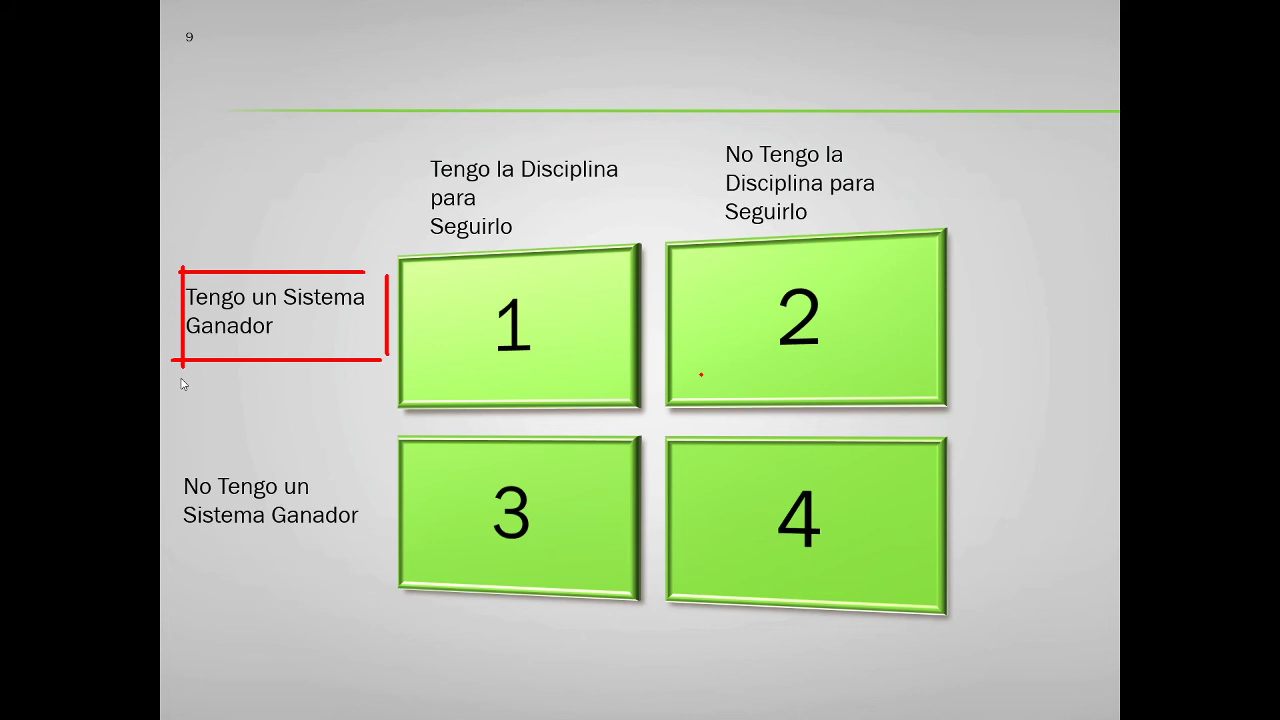 9
Tengo la Disciplina
para
Seguirlo
No Tengo la
Disciplina para
Seguirlo
Tengo un Sistema
Ganador
1
2
No Tengo un
Sistema Ganador
3
4